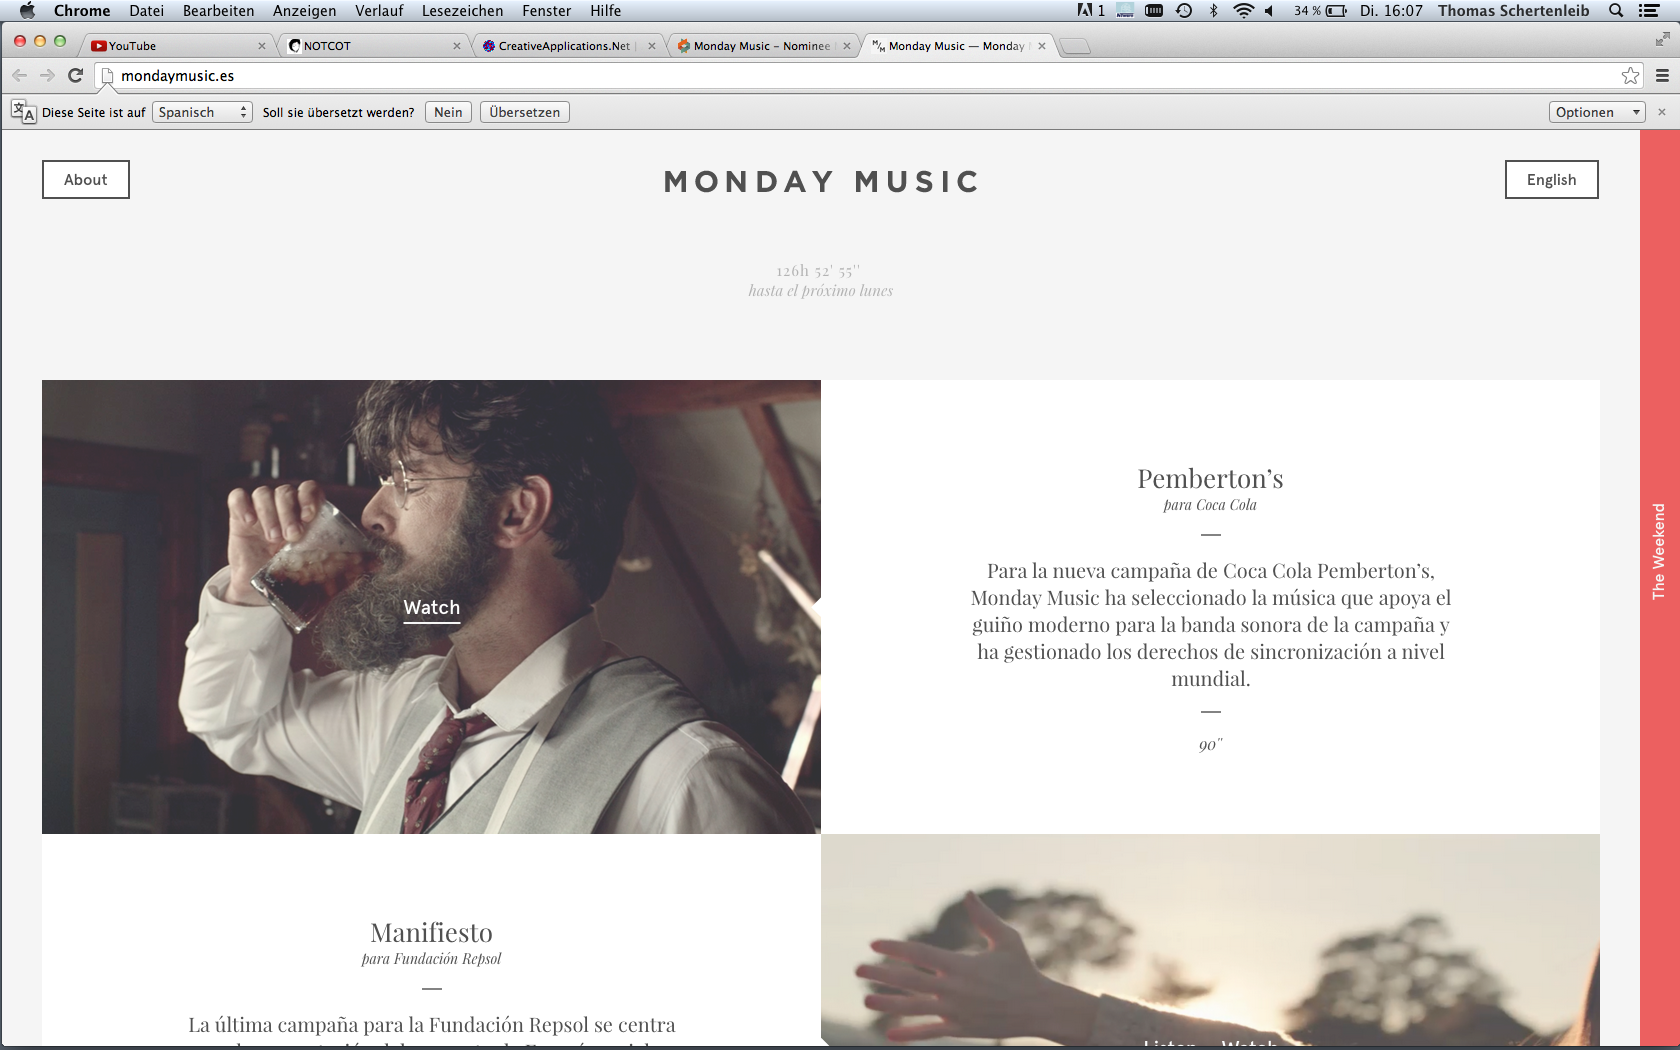 Chrome Datei Bearbeiten Anzeigen Verlauf Lesezeichen Fenster Hilfe 1 34 % Di. 16:07 Thomas Schertenleib
YouTube NOTCOT CreativeApplications.Net | Monday Music – Nominee Monday Music — Monday
mondaymusic.es
Diese Seite ist auf Spanisch Soll sie übersetzt werden? Nein Übersetzen Optionen
About MONDAY MUSIC English
126h 52' 55''
hasta el próximo lunes
Watch
Pemberton’s
para Coca Cola
Para la nueva campaña de Coca Cola Pemberton’s,
Monday Music ha seleccionado la música que apoya el
guiño moderno para la banda sonora de la campaña y
ha gestionado los derechos de sincronización a nivel
mundial.
90"
The Weekend
Manifiesto
para Fundación Repsol
La última campaña para la Fundación Repsol se centra
Listen Watch